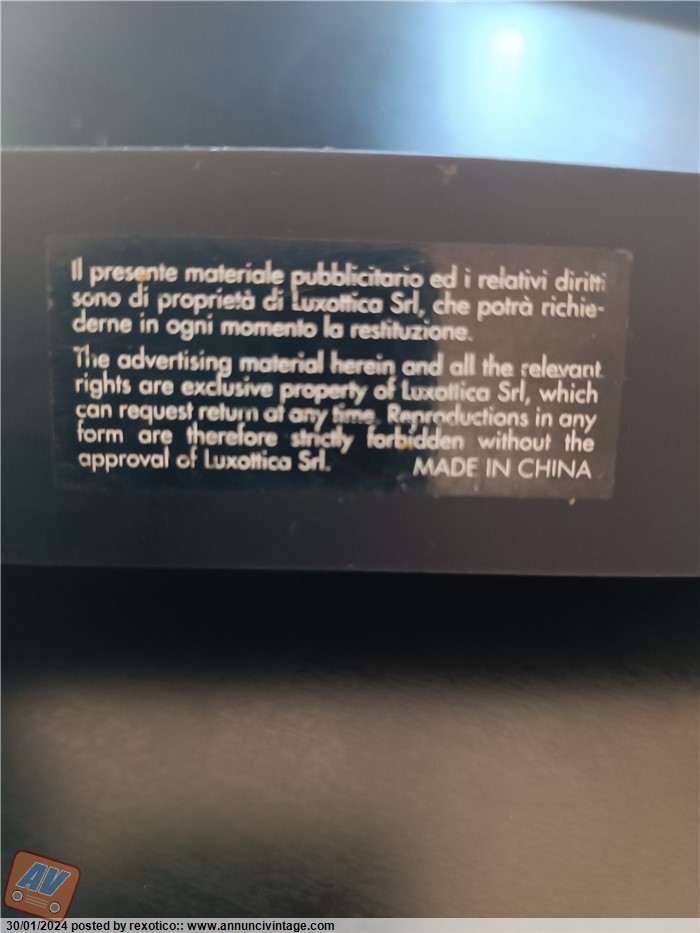 Il presente materiale pubblicitario ed i relativi diritti
sono di proprietà di Luxottica Srl, che potrà richie-
derne in ogni momento la restituzione.
The advertising material herein and all the relevant
rights are exclusive property of Luxottica Srl, which
can request return at any time. Reproductions in any
form are therefore strictly forbidden without the
approval of Luxottica Srl. MADE IN CHINA
AV
30/01/2024 posted by rexotico:: www.annuncivintage.com